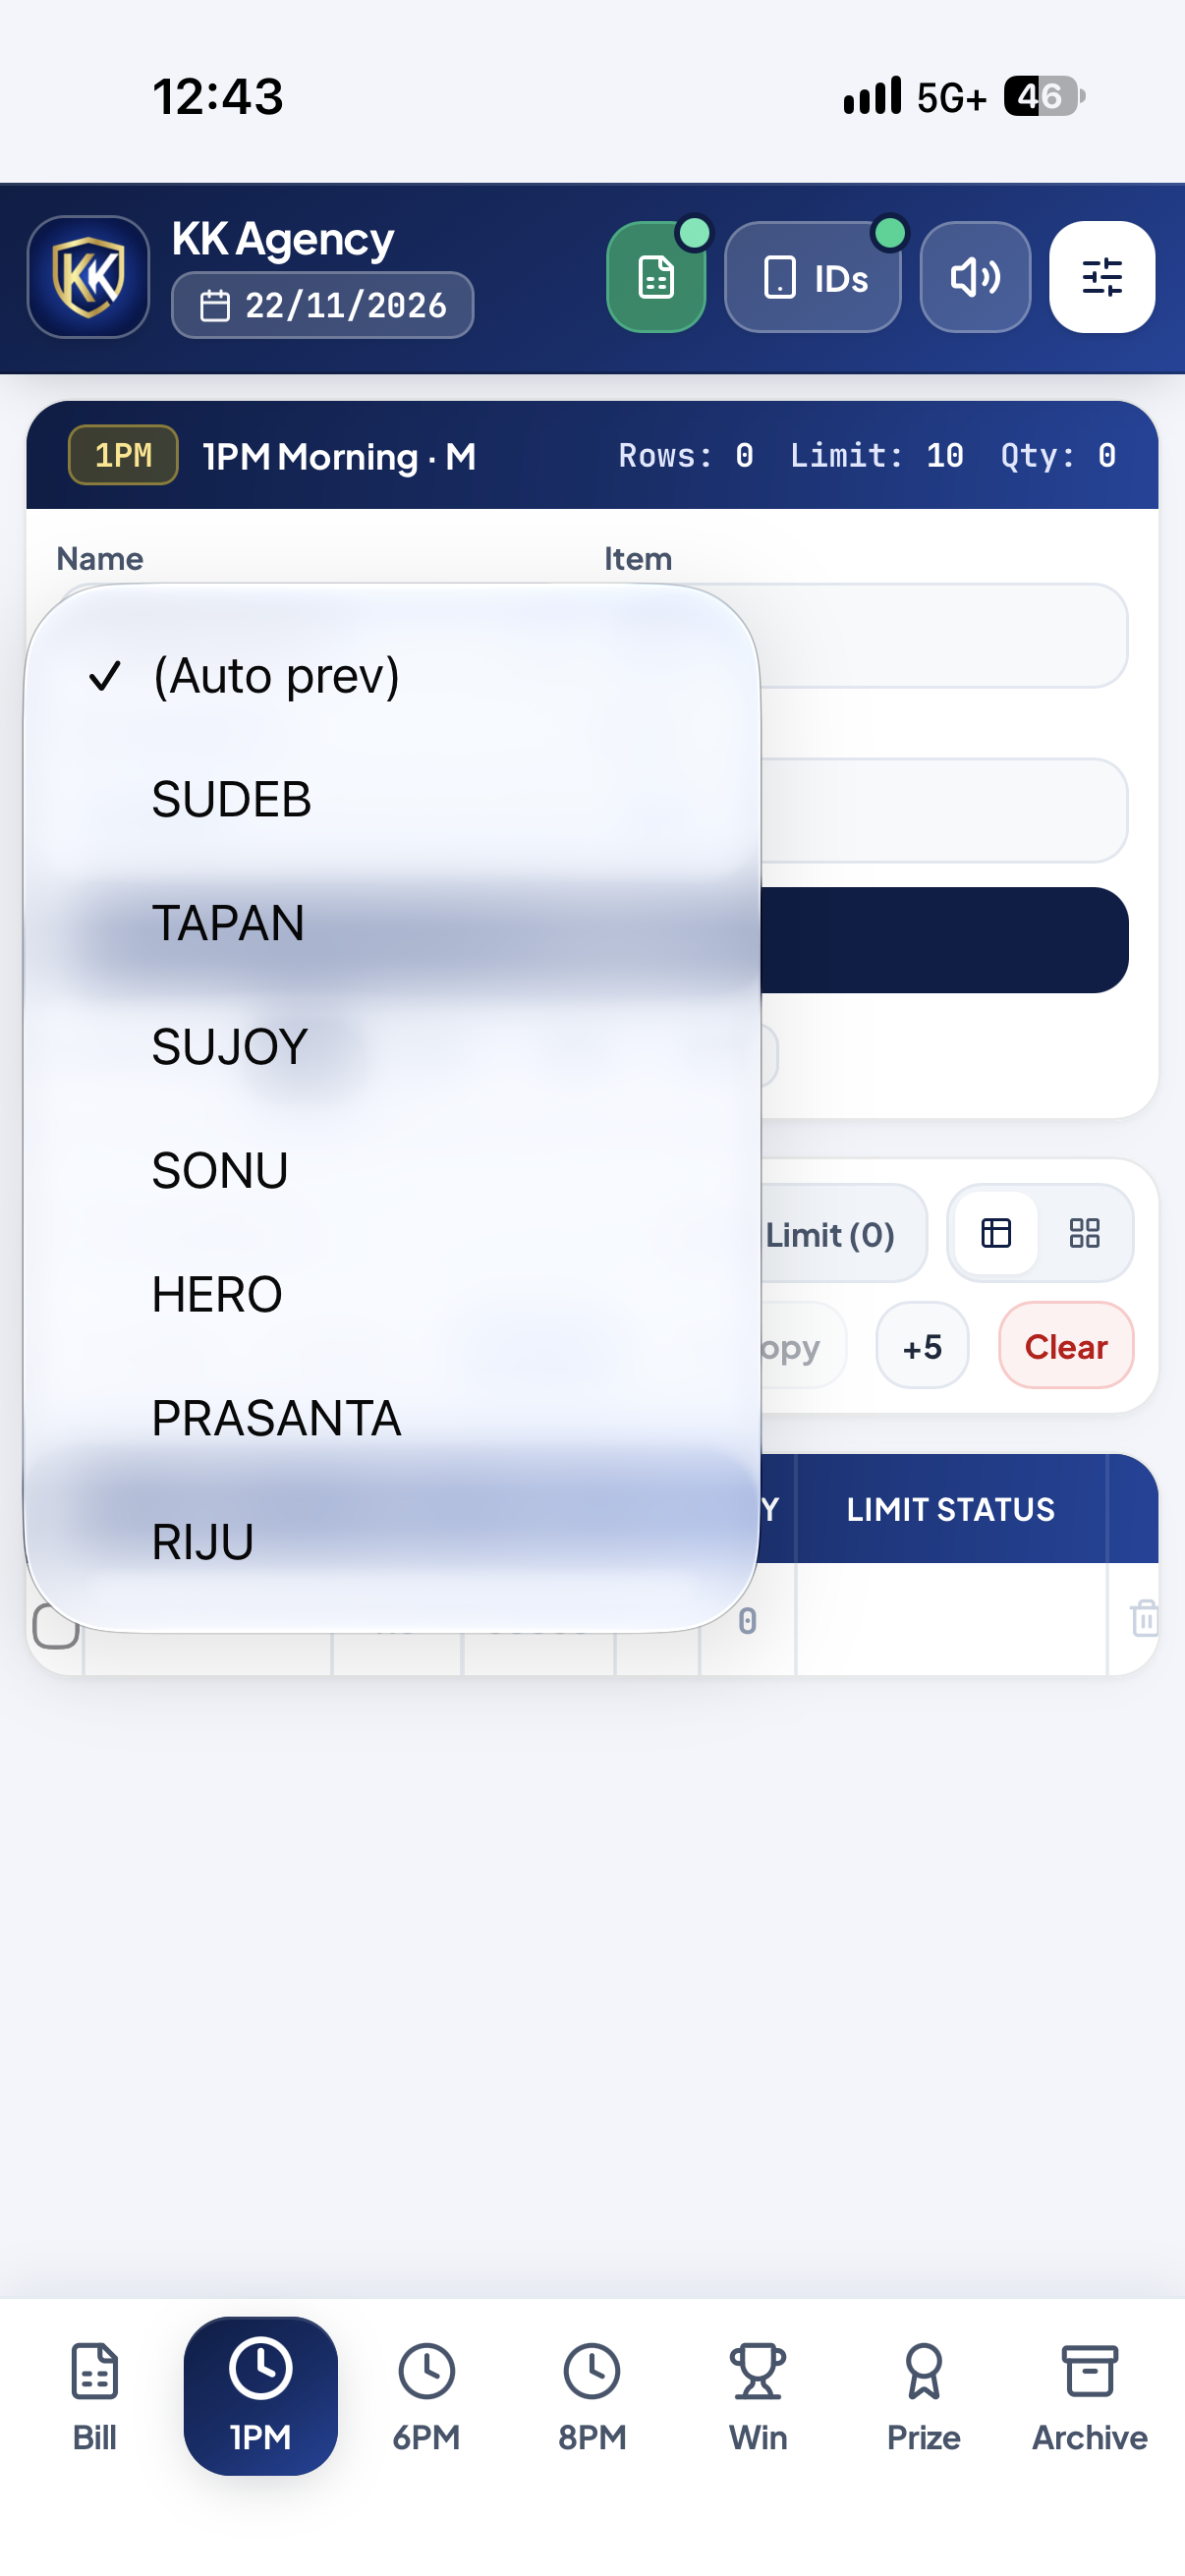 12:43 5G+ 46
KK
KK Agency
22/11/2026
IDs
1PM 1PM Morning · M Rows: 0 Limit: 10 Qty: 0
Name Item
✓ (Auto prev)
SUDEB
TAPAN
SUJOY
SONU
Limit (0)
HERO
+5 Clear
PRASANTA
LIMIT STATUS
RIJU
0
Bill 1PM 6PM 8PM Win Prize Archive